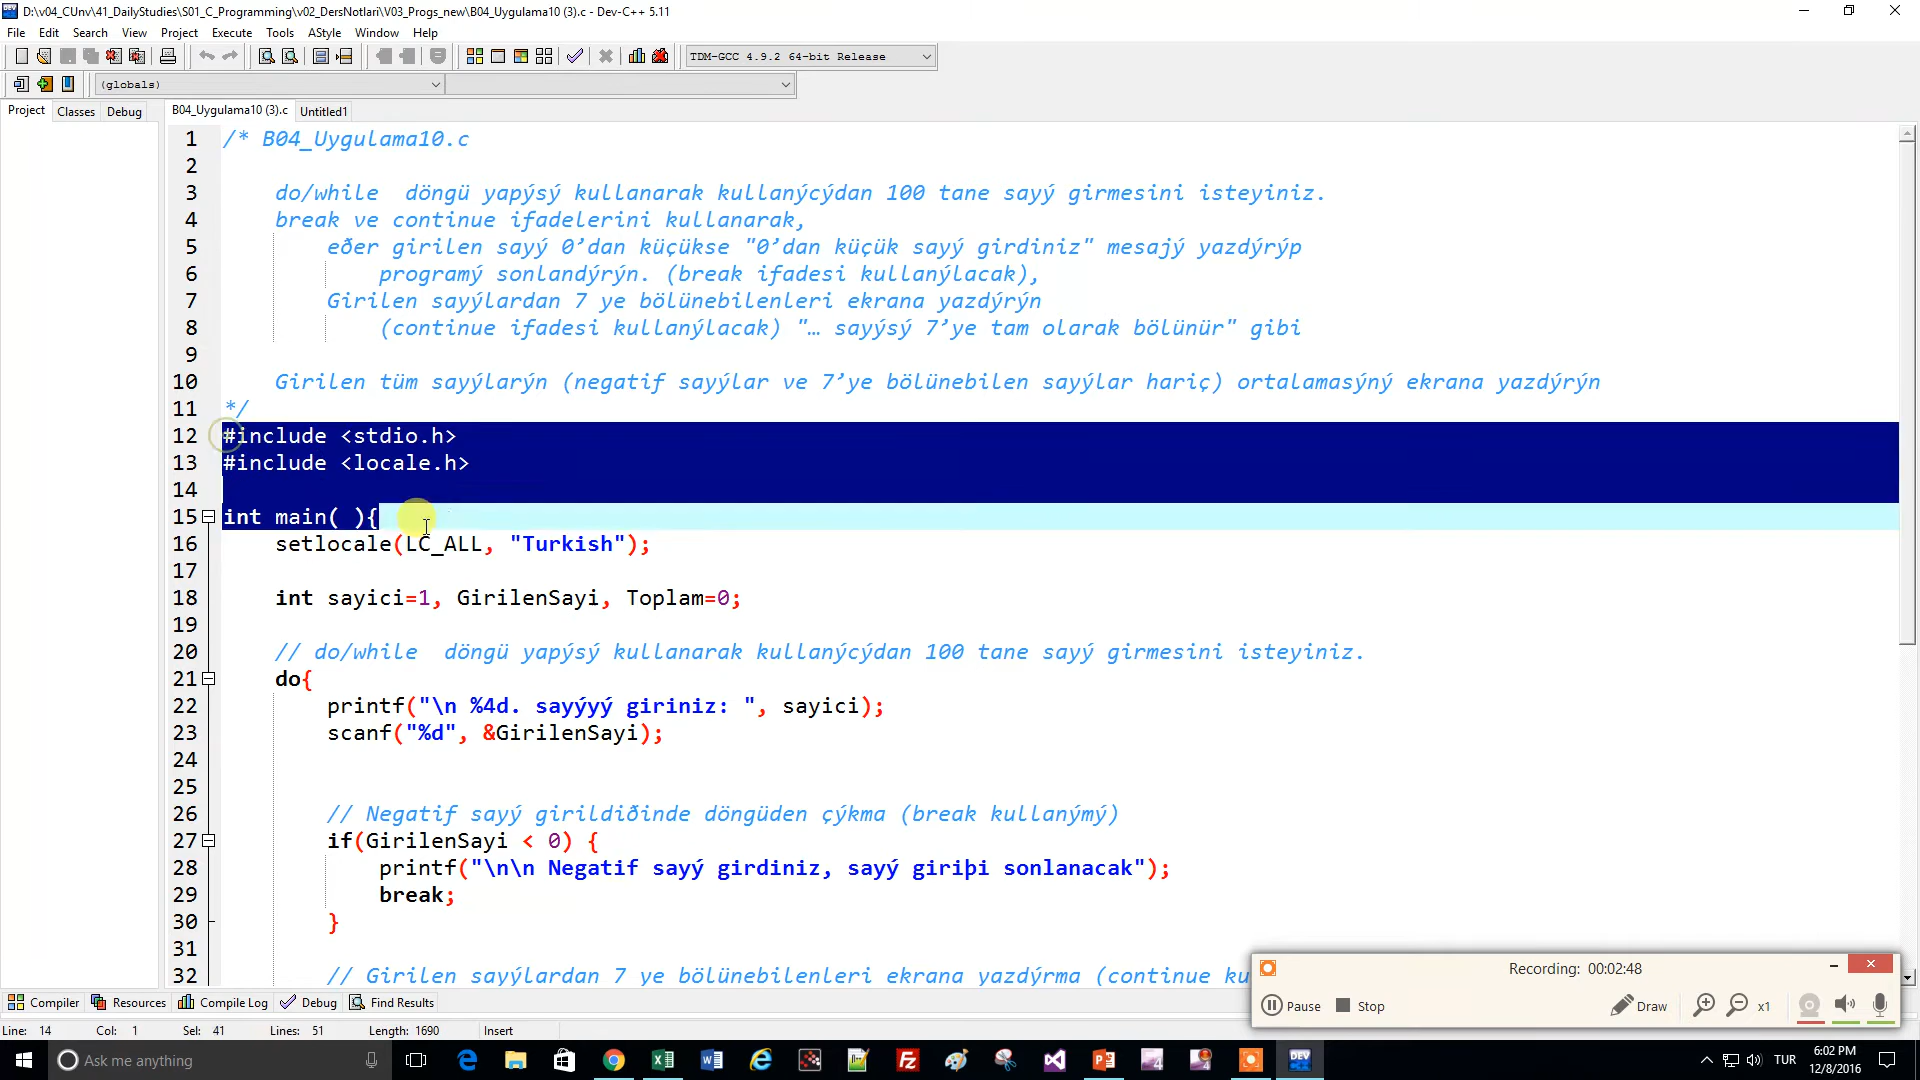 D:\v04_CUnv\41_DailyStudies\S01_C_Programming\v02_DersNotlari\V03_Progs_new\B04_Uygulama10 (3).c - Dev-C++ 5.11
File Edit Search View Project Execute Tools AStyle Window Help
TDM-GCC 4.9.2 64-bit Release
(globals)
Project Classes Debug B04_Uygulama10 (3).c Untitled1
1 /* B04_Uygulama10.c
2
3 do/while döngü yapýsý kullanarak kullanýcýdan 100 tane sayý girmesini isteyiniz.
4 break ve continue ifadelerini kullanarak,
5 eðer girilen sayý 0’dan küçükse "0’dan küçük sayý girdiniz" mesajý yazdýrýp
6 programý sonlandýrýn. (break ifadesi kullanýlacak),
7 Girilen sayýlardan 7 ye bölünebilenleri ekrana yazdýrýn
8 (continue ifadesi kullanýlacak) "… sayýsý 7’ye tam olarak bölünür" gibi
9
10 Girilen tüm sayýlarýn (negatif sayýlar ve 7’ye bölünebilen sayýlar hariç) ortalamasýný ekrana yazdýrýn
11 */
12 #include <stdio.h>
13 #include <locale.h>
14
15 int main( ){
16 setlocale(LC_ALL, "Turkish");
17
18 int sayici=1, GirilenSayi, Toplam=0;
19
20 // do/while döngü yapýsý kullanarak kullanýcýdan 100 tane sayý girmesini isteyiniz.
21 do{
22 printf("\n %4d. sayýyý giriniz: ", sayici);
23 scanf("%d", &GirilenSayi);
24
25
26 // Negatif sayý girildiðinde döngüden çýkma (break kullanýmý)
27 if(GirilenSayi < 0) {
28 printf("\n\n Negatif sayý girdiniz, sayý giriþi sonlanacak");
29 break;
30 }
31
32 // Girilen sayýlardan 7 ye bölünebilenleri ekrana yazdýrma (continue ku
Recording: 00:02:48
Pause Stop Draw x1
Compiler Resources Compile Log Debug Find Results
Line: 14 Col: 1 Sel: 41 Lines: 51 Length: 1690 Insert
Ask me anything
TUR
6:02 PM
12/8/2016